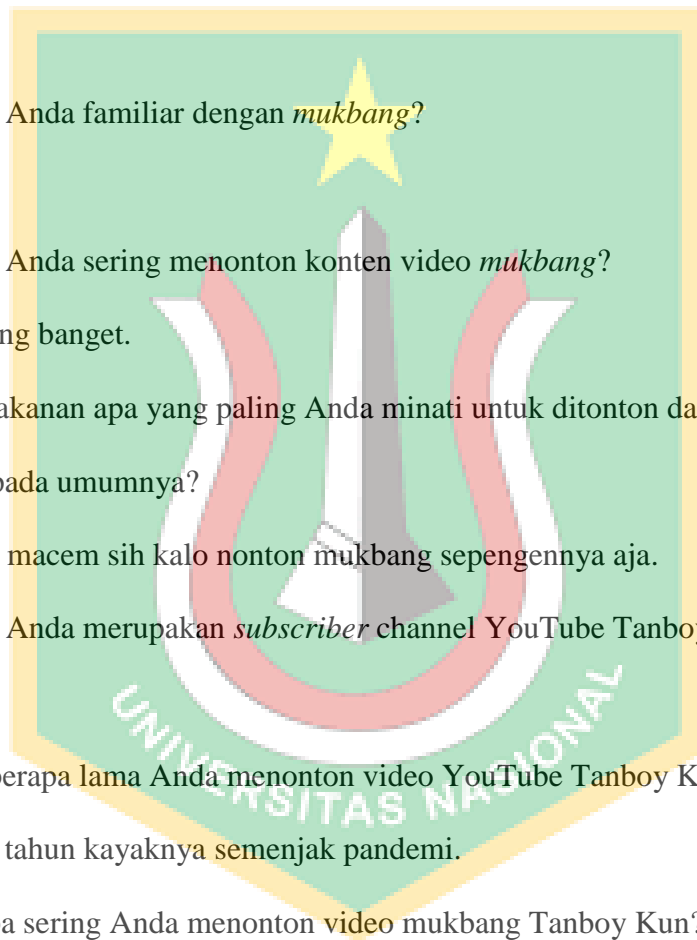 Anda familiar dengan mukbang?
Anda sering menonton konten video mukbang?
ng banget.
akanan apa yang paling Anda minati untuk ditonton da
pada umumnya?
macem sih kalo nonton mukbang sepengennya aja.
Anda merupakan subscriber channel YouTube Tanboy
berapa lama Anda menonton video YouTube Tanboy K
tahun kayaknya semenjak pandemi.
a sering Anda menonton video mukbang Tanboy Kun?
UNIVERSITAS NASIONAL